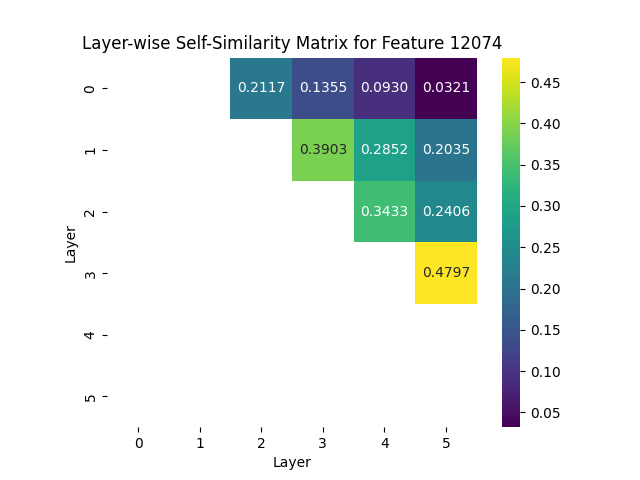 Layer-wise Self-Similarity Matrix for Feature 12074
0 0.2117 0.1355 0.0930 0.0321
1 0.3903 0.2852 0.2035
2 0.3433 0.2406
3 0.4797
4
5
Layer
0 1 2 3 4 5
Layer
0.45
0.40
0.35
0.30
0.25
0.20
0.15
0.10
0.05